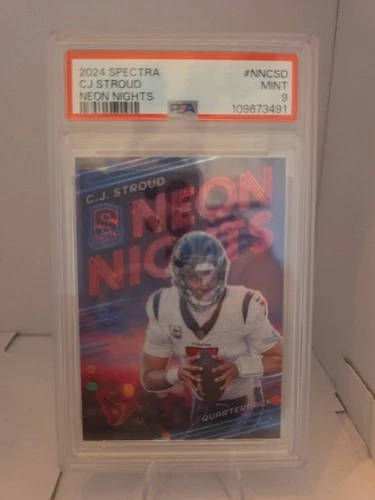 2024 SPECTRA #NNCSD
CJ STROUD MINT
NEON NIGHTS 9
PSA 109673491
C.J. STROUD
S NEON
NIGHTS
QUARTERBACK